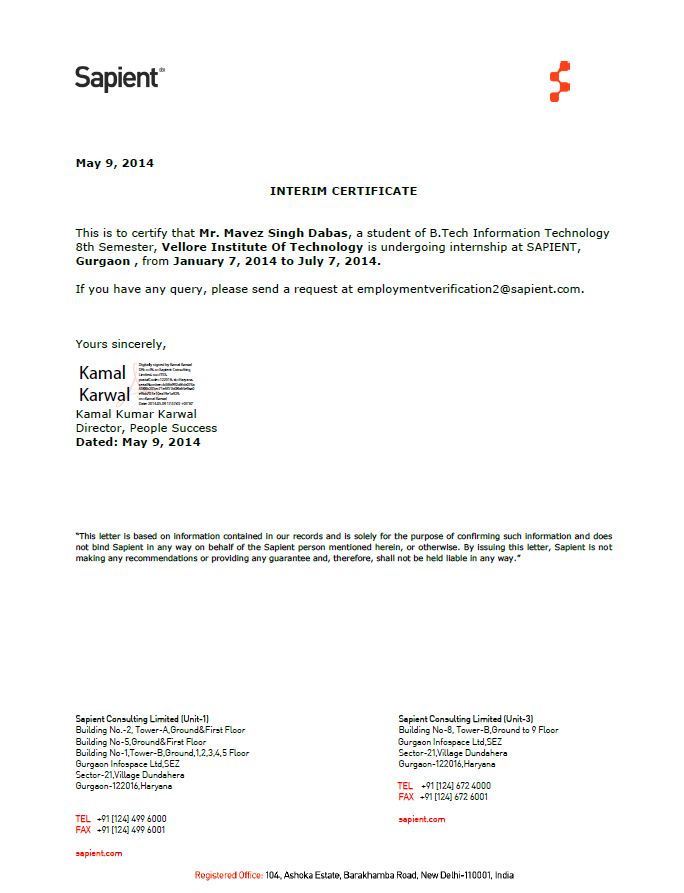 Sapient
May 9, 2014
INTERIM CERTIFICATE
This is to certify that Mr. Mavez Singh Dabas, a student of B.Tech Information Technology
8th Semester, Vellore Institute Of Technology is undergoing internship at SAPIENT,
Gurgaon , from January 7, 2014 to July 7, 2014.
If you have any query, please send a request at employmentverification2@sapient.com.
Yours sincerely,
Kamal
Karwal
Digitally signed by Kamal Karwal
Kamal Kumar Karwal
Director, People Success
Dated: May 9, 2014
"This letter is based on information contained in our records and is solely for the purpose of confirming such information and does
not bind Sapient in any way on behalf of the Sapient person mentioned herein, or otherwise. By issuing this letter, Sapient is not
making any recommendations or providing any guarantee and, therefore, shall not be held liable in any way."
Sapient Consulting Limited (Unit-1)
Building No.-2, Tower-A,Ground&First Floor
Building No-5,Ground&First Floor
Building No-1,Tower-B,Ground,1,2,3,4,5 Floor
Gurgaon Infospace Ltd,SEZ
Sector-21,Village Dundahera
Gurgaon-122016,Haryana
TEL +91 (124) 499 6000
FAX +91 (124) 499 6001
sapient.com
Sapient Consulting Limited (Unit-3)
Building No-8, Tower-B,Ground to 9 Floor
Gurgaon Infospace Ltd,SEZ
Sector-21,Village Dundahera
Gurgaon-122016,Haryana
TEL +91 (124) 672 4000
FAX +91 (124) 672 6001
sapient.com
Registered Office: 104, Ashoka Estate, Barakhamba Road, New Delhi-110001, India